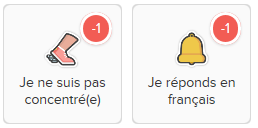 -1
Je ne suis pas
concentré(e)
-1
Je réponds en
français